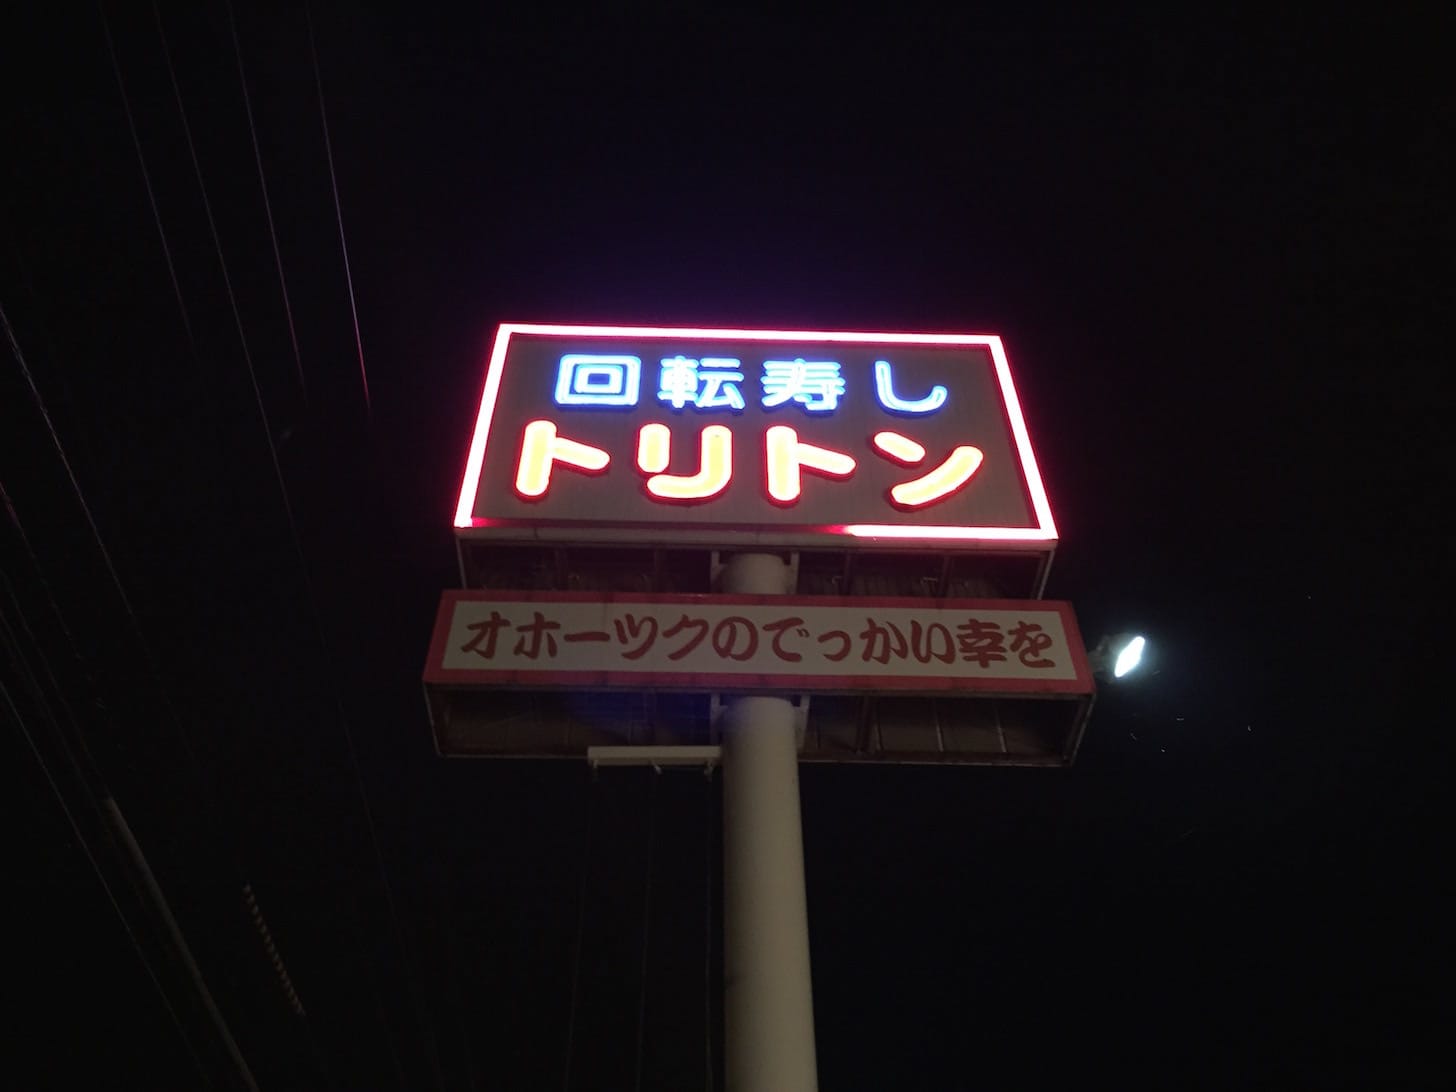 回転寿し
トリトン
オホーツクのでっかい幸を